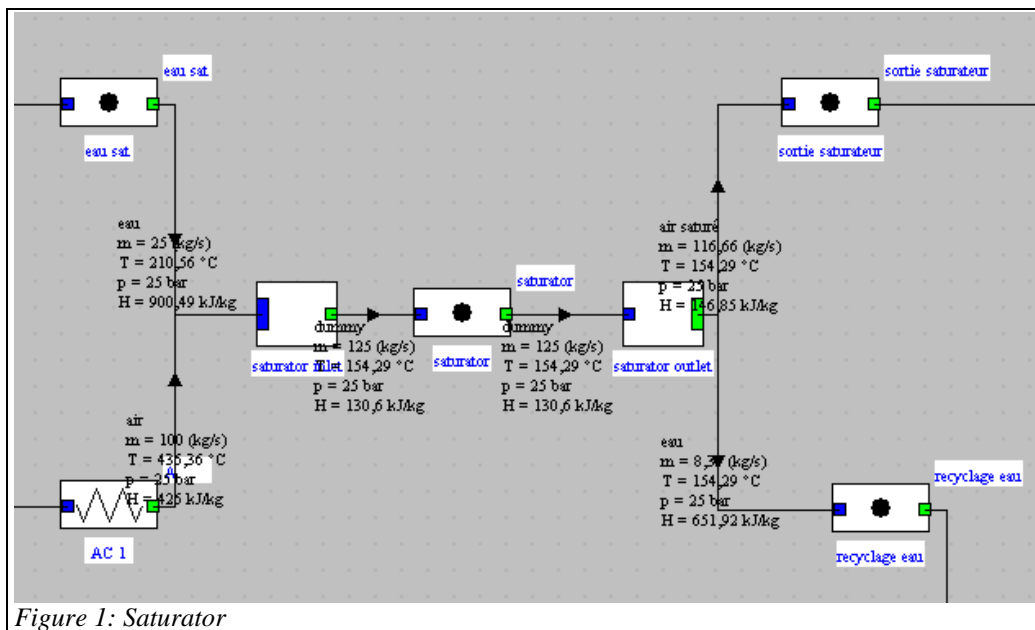 eau sat
eau sat
eau
m = 25 (kg/s)
T = 210,56 °C
p = 25 bar
H = 900,49 kJ/kg
air
m = 100 (kg/s)
T = 436,36 °C
p = 25 bar
H = 425 kJ/kg
AC 1
saturator inlet
dummy
m = 125 (kg/s)
T = 154,29 °C
p = 25 bar
H = 130,6 kJ/kg
saturator
saturator
dummy
m = 125 (kg/s)
T = 154,29 °C
p = 25 bar
H = 130,6 kJ/kg
saturator outlet
sortie saturateur
sortie saturateur
air saturé
m = 116,66 (kg/s)
T = 154,29 °C
p = 25 bar
H = 146,85 kJ/kg
eau
(kg/s)
T = 154,29 °C
p = 25 bar
H = 651,92 kJ/kg
recyclage eau
recyclage eau
Figure 1: Saturator